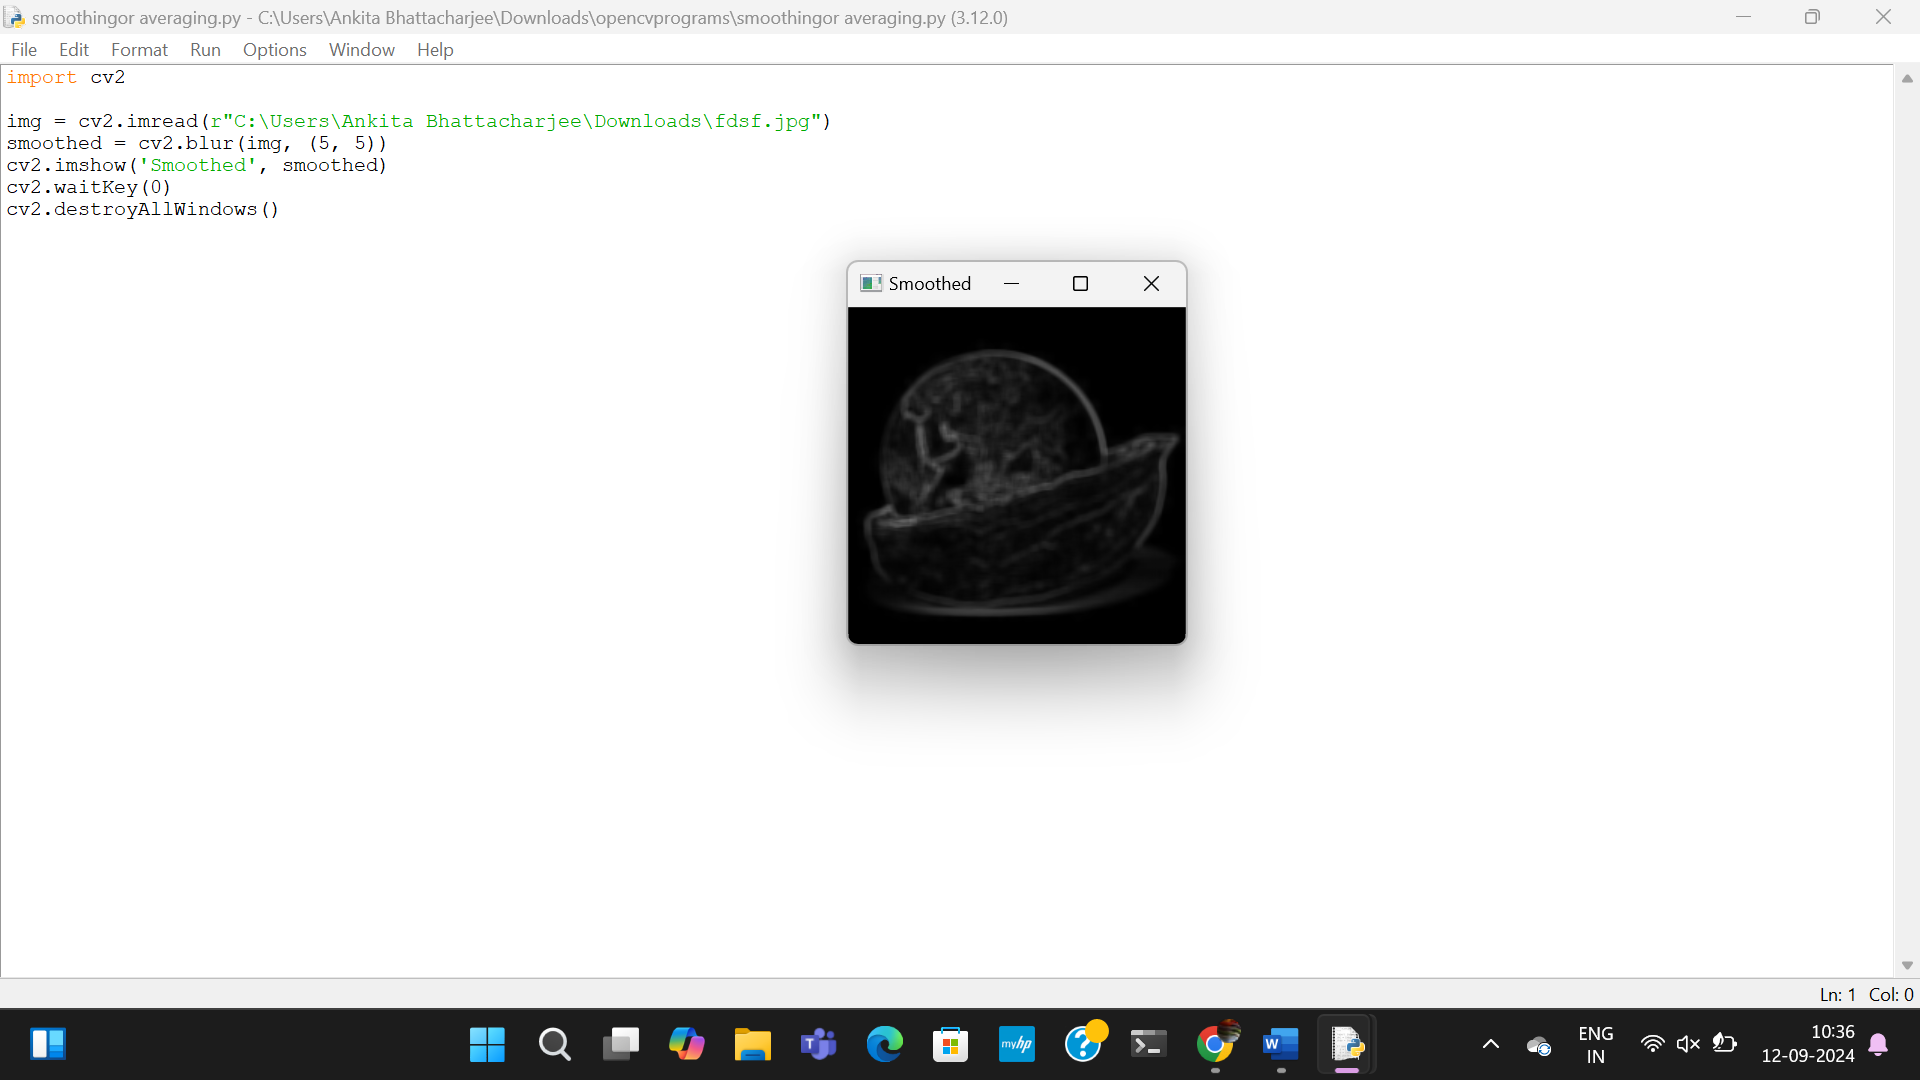 smoothingor averaging.py - C:\Users\Ankita Bhattacharjee\Downloads\opencvprograms\smoothingor averaging.py (3.12.0)
File Edit Format Run Options Window Help
import cv2
img = cv2.imread(r"C:\Users\Ankita Bhattacharjee\Downloads\fdsf.jpg")
smoothed = cv2.blur(img, (5, 5))
cv2.imshow('Smoothed', smoothed)
cv2.waitKey(0)
cv2.destroyAllWindows()
Smoothed
Ln: 1 Col: 0
myhp
ENG
IN
10:36
12-09-2024